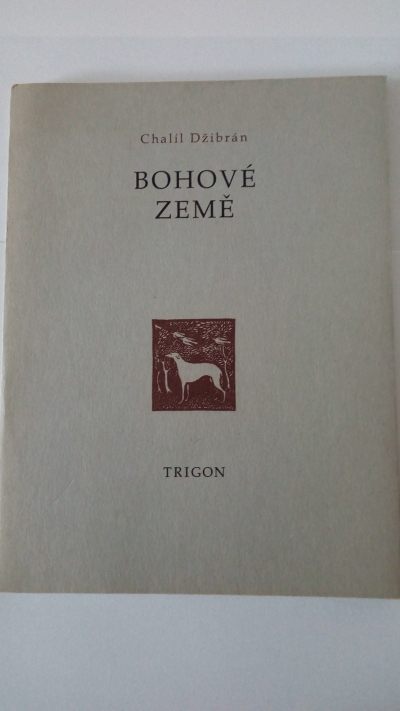 Chalíl Džibrán
BOHOVÉ
ZEMĚ
TRIGON